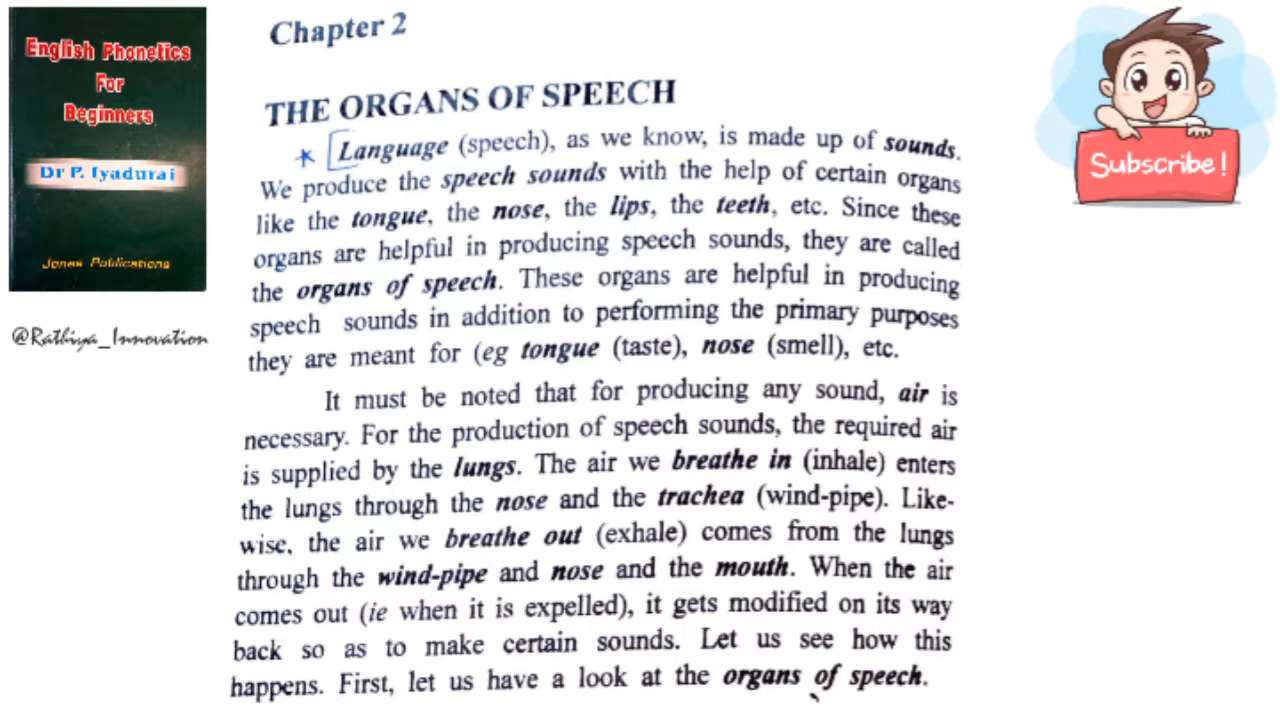 English Phonetics
For
Beginners
Dr P. Iyadurai
Jones Publications
@Rathiya_Innovation
Chapter 2
THE ORGANS OF SPEECH
Language (speech), as we know, is made up of sounds.
We produce the speech sounds with the help of certain organs
like the tongue, the nose, the lips, the teeth, etc. Since these
organs are helpful in producing speech sounds, they are called
the organs of speech. These organs are helpful in producing
speech sounds in addition to performing the primary purposes
they are meant for (eg tongue (taste), nose (smell), etc.
It must be noted that for producing any sound, air is
necessary. For the production of speech sounds, the required air
is supplied by the lungs. The air we breathe in (inhale) enters
the lungs through the nose and the trachea (wind-pipe). Like-
wise, the air we breathe out (exhale) comes from the lungs
through the wind-pipe and nose and the mouth. When the air
comes out (ie when it is expelled), it gets modified on its way
back so as to make certain sounds. Let us see how this
happens. First, let us have a look at the organs of speech.
Subscribe!